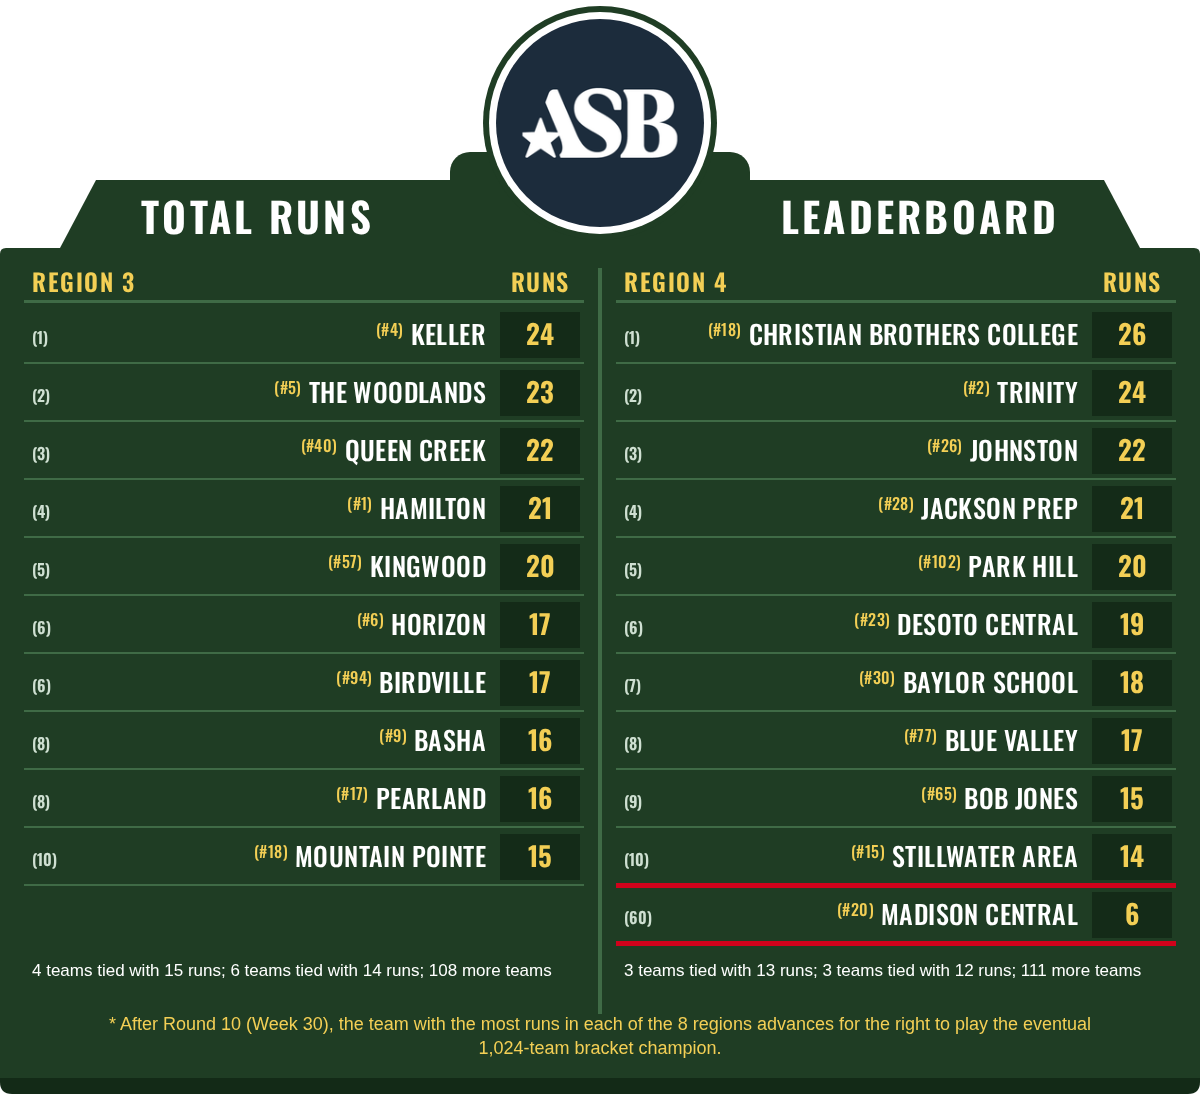 ASB
TOTAL RUNS
LEADERBOARD
REGION 3 RUNS
(1) (#4) KELLER 24
(2) (#5) THE WOODLANDS 23
(3) (#40) QUEEN CREEK 22
(4) (#1) HAMILTON 21
(5) (#57) KINGWOOD 20
(6) (#6) HORIZON 17
(6) (#94) BIRDVILLE 17
(8) (#9) BASHA 16
(8) (#17) PEARLAND 16
(10) (#18) MOUNTAIN POINTE 15
4 teams tied with 15 runs; 6 teams tied with 14 runs; 108 more teams
REGION 4 RUNS
(1) (#18) CHRISTIAN BROTHERS COLLEGE 26
(2) (#2) TRINITY 24
(3) (#26) JOHNSTON 22
(4) (#28) JACKSON PREP 21
(5) (#102) PARK HILL 20
(6) (#23) DESOTO CENTRAL 19
(7) (#30) BAYLOR SCHOOL 18
(8) (#77) BLUE VALLEY 17
(9) (#65) BOB JONES 15
(10) (#15) STILLWATER AREA 14
(60) (#20) MADISON CENTRAL 6
3 teams tied with 13 runs; 3 teams tied with 12 runs; 111 more teams
* After Round 10 (Week 30), the team with the most runs in each of the 8 regions advances for the right to play the eventual
1,024-team bracket champion.